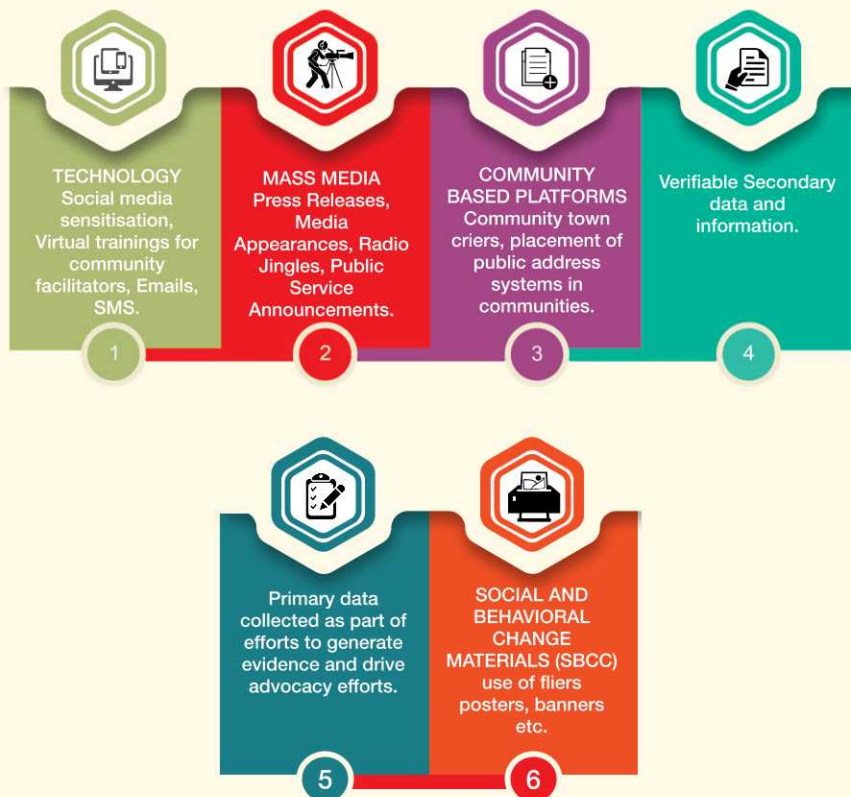 TECHNOLOGY
Social media
sensitisation,
Virtual trainings for
community
facilitators, Emails,
SMS.
1
MASS MEDIA
Press Releases,
Media
Appearances, Radio
Jingles, Public
Service
Announcements.
2
COMMUNITY
BASED PLATFORMS
Community town
criers, placement of
public address
systems in
communities.
3
Verifiable Secondary
data and
information.
4
Primary data
collected as part of
efforts to generate
evidence and drive
advocacy efforts.
5
SOCIAL AND
BEHAVIORAL
CHANGE
MATERIALS (SBCC)
use of fliers
posters, banners
etc.
6